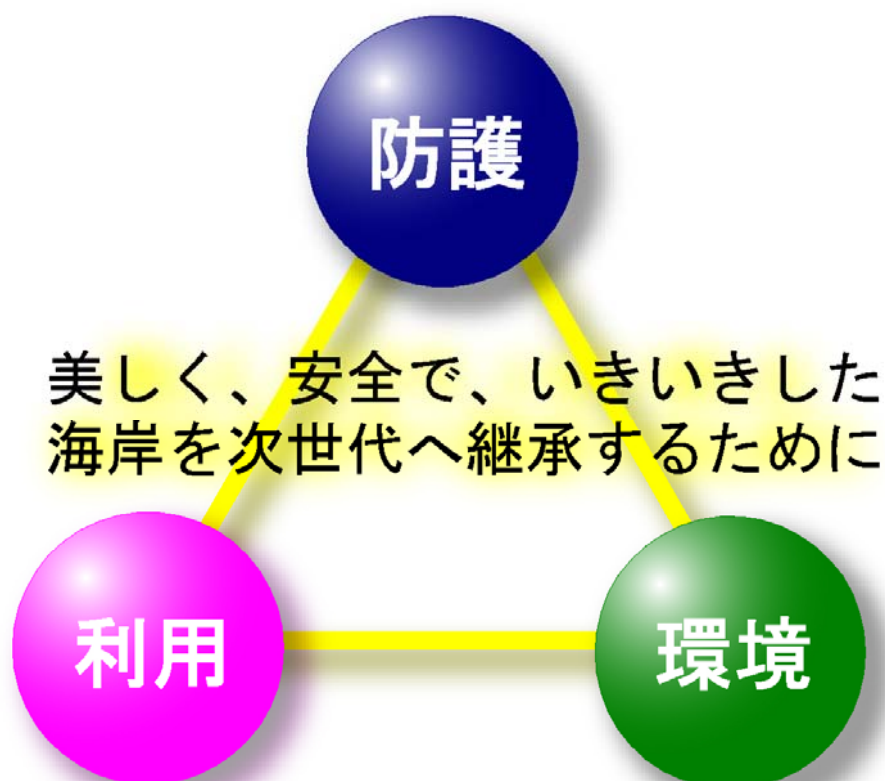 防護
美しく、安全で、いきいきした
海岸を次世代へ継承するために
利用
環境